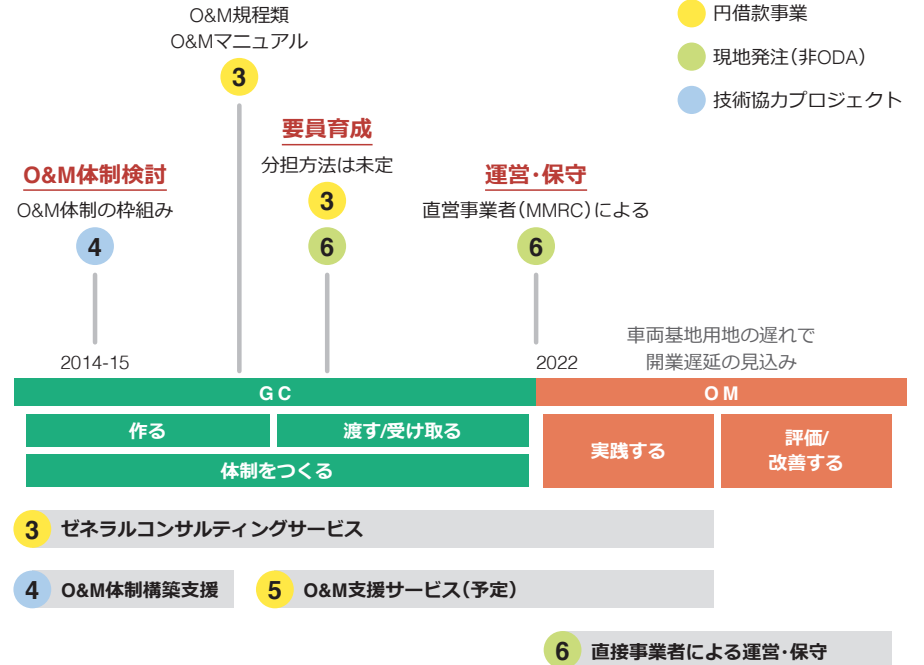 O&M規程類
O&Mマニュアル
3
円借款事業
現地発注(非ODA)
技術協力プロジェクト
要員育成
分担方法は未定
3
6
O&M体制検討
O&M体制の枠組み
4
運営・保守
直営事業者(MMRC)による
6
2014-15
2022
車両基地用地の遅れで
開業遅延の見込み
GC
OM
作る
渡す/受け取る
体制をつくる
実践する
評価/
改善する
3 ゼネラルコンサルティングサービス
4 O&M体制構築支援
5 O&M支援サービス(予定)
6 直接事業者による運営・保守